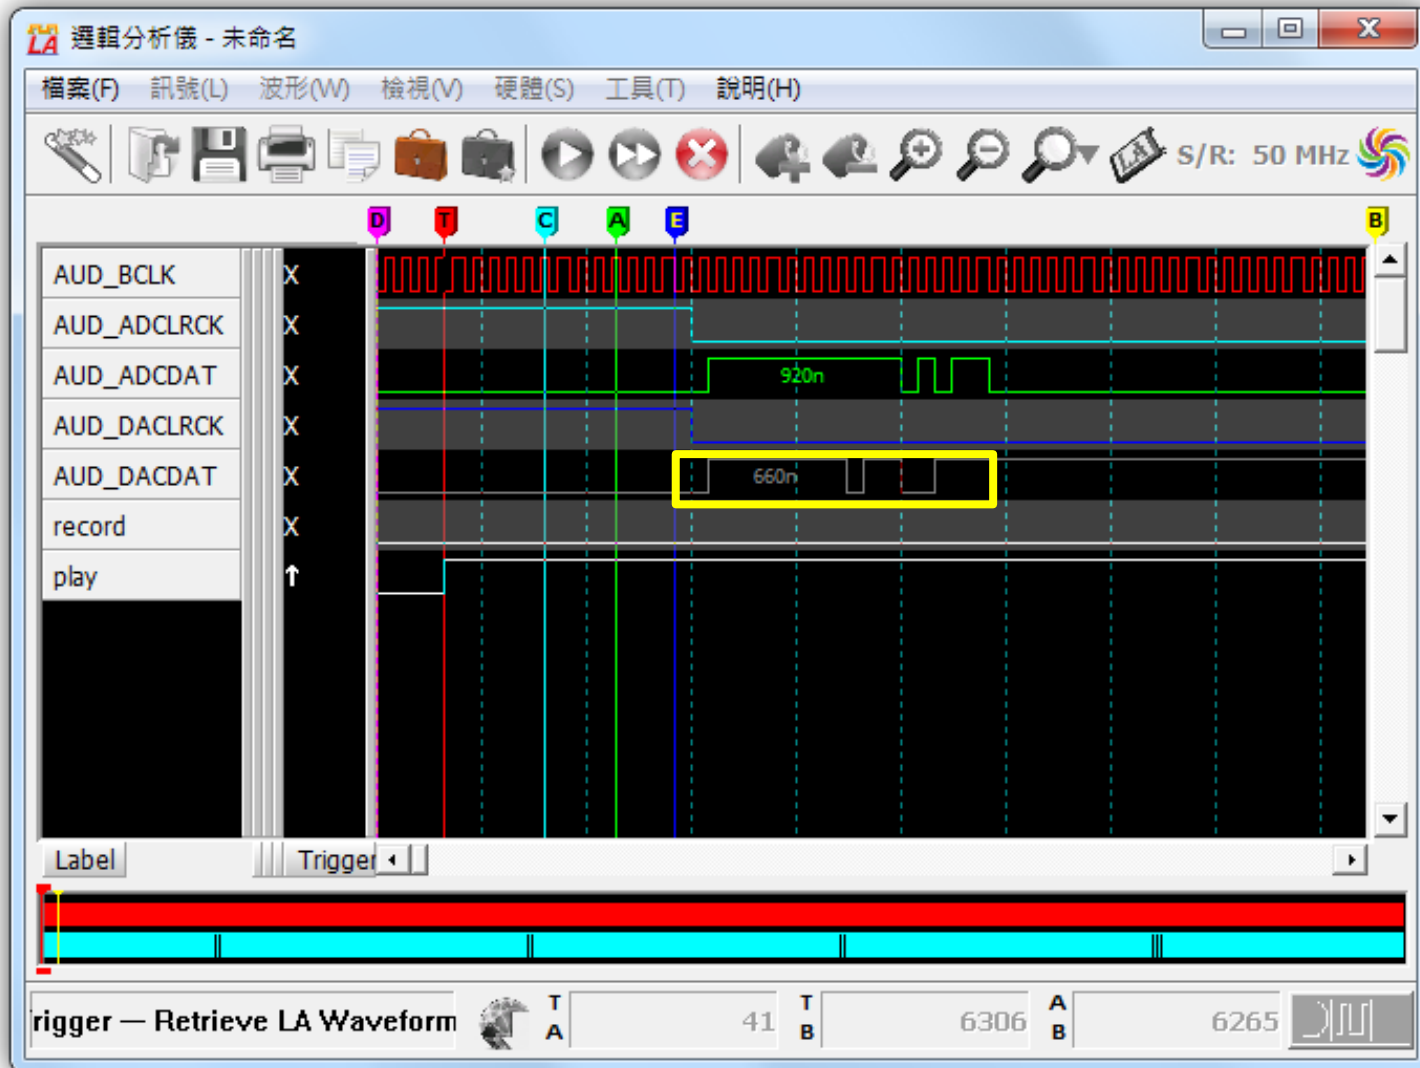 LA 邏輯分析儀 - 未命名
檔案(F) 訊號(L) 波形(W) 檢視(V) 硬體(S) 工具(T) 說明(H)
LAI S/R: 50 MHz
D T C A E B
AUD_BCLK X
AUD_ADCLRCK X
AUD_ADCDAT X 920n
AUD_DACLRCK X
AUD_DACDAT X 660n
record X
play
Label Trigger
rigger — Retrieve LA Waveform T A 41 T B 6306 A B 6265